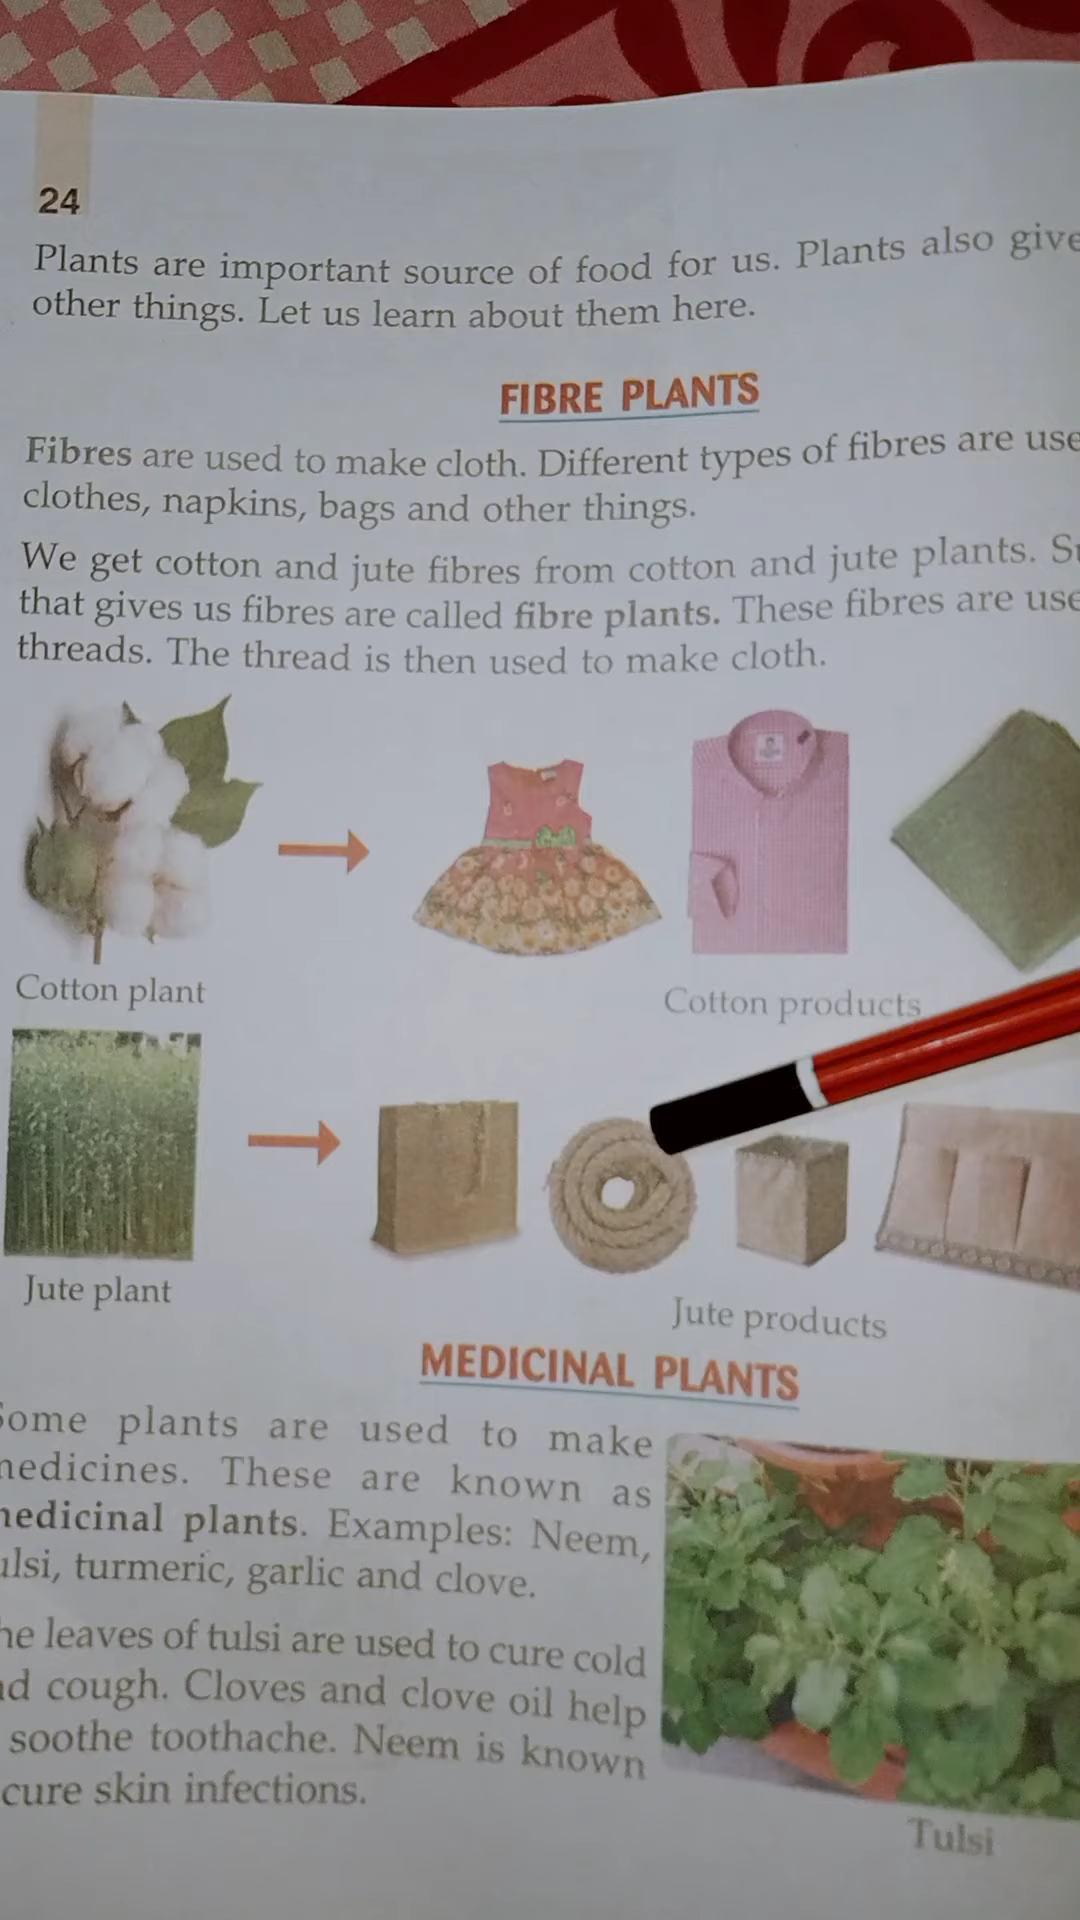 24
Plants are important source of food for us. Plants also give
other things. Let us learn about them here.
FIBRE PLANTS
Fibres are used to make cloth. Different types of fibres are use
clothes, napkins, bags and other things.
We get cotton and jute fibres from cotton and jute plants.
that gives us fibres are called fibre plants. These fibres are use
threads. The thread is then used to make cloth.
Cotton plant
Cotton products
Jute plant
Jute products
MEDICINAL PLANTS
ome plants are used to make
edicines. These are known as
edicinal plants. Examples: Neem,
ulsi, turmeric, garlic and clove.
he leaves of tulsi are used to cure cold
d cough. Cloves and clove oil help
soothe toothache. Neem is known
cure skin infections.
Tulsi